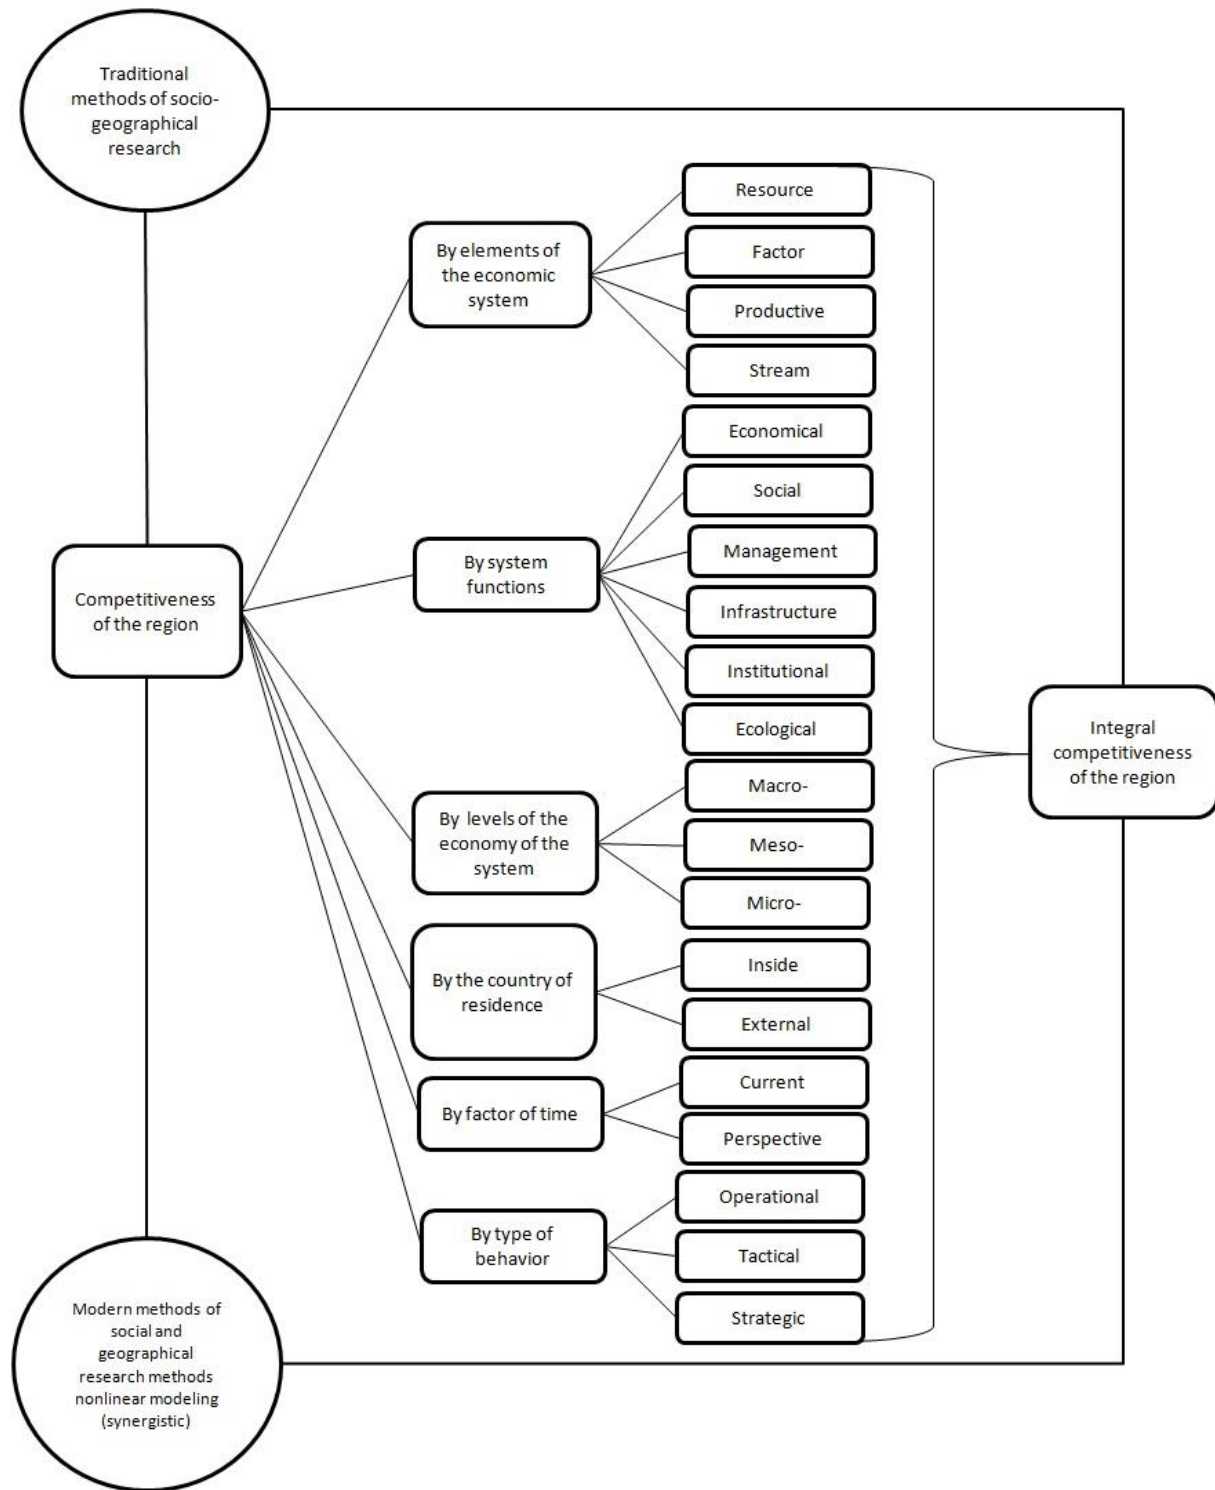 Traditional
methods of socio-
geographical
research
Competitiveness
of the region
Modern methods of
social and
geographical
research methods
nonlinear modeling
(synergistic)
By elements of
the economic
system
By system
functions
By levels of the
economy of the
system
By the country of
residence
By factor of time
By type of
behavior
Resource
Factor
Productive
Stream
Economical
Social
Management
Infrastructure
Institutional
Ecological
Macro-
Meso-
Micro-
Inside
External
Current
Perspective
Operational
Tactical
Strategic
Integral
competitiveness
of the region